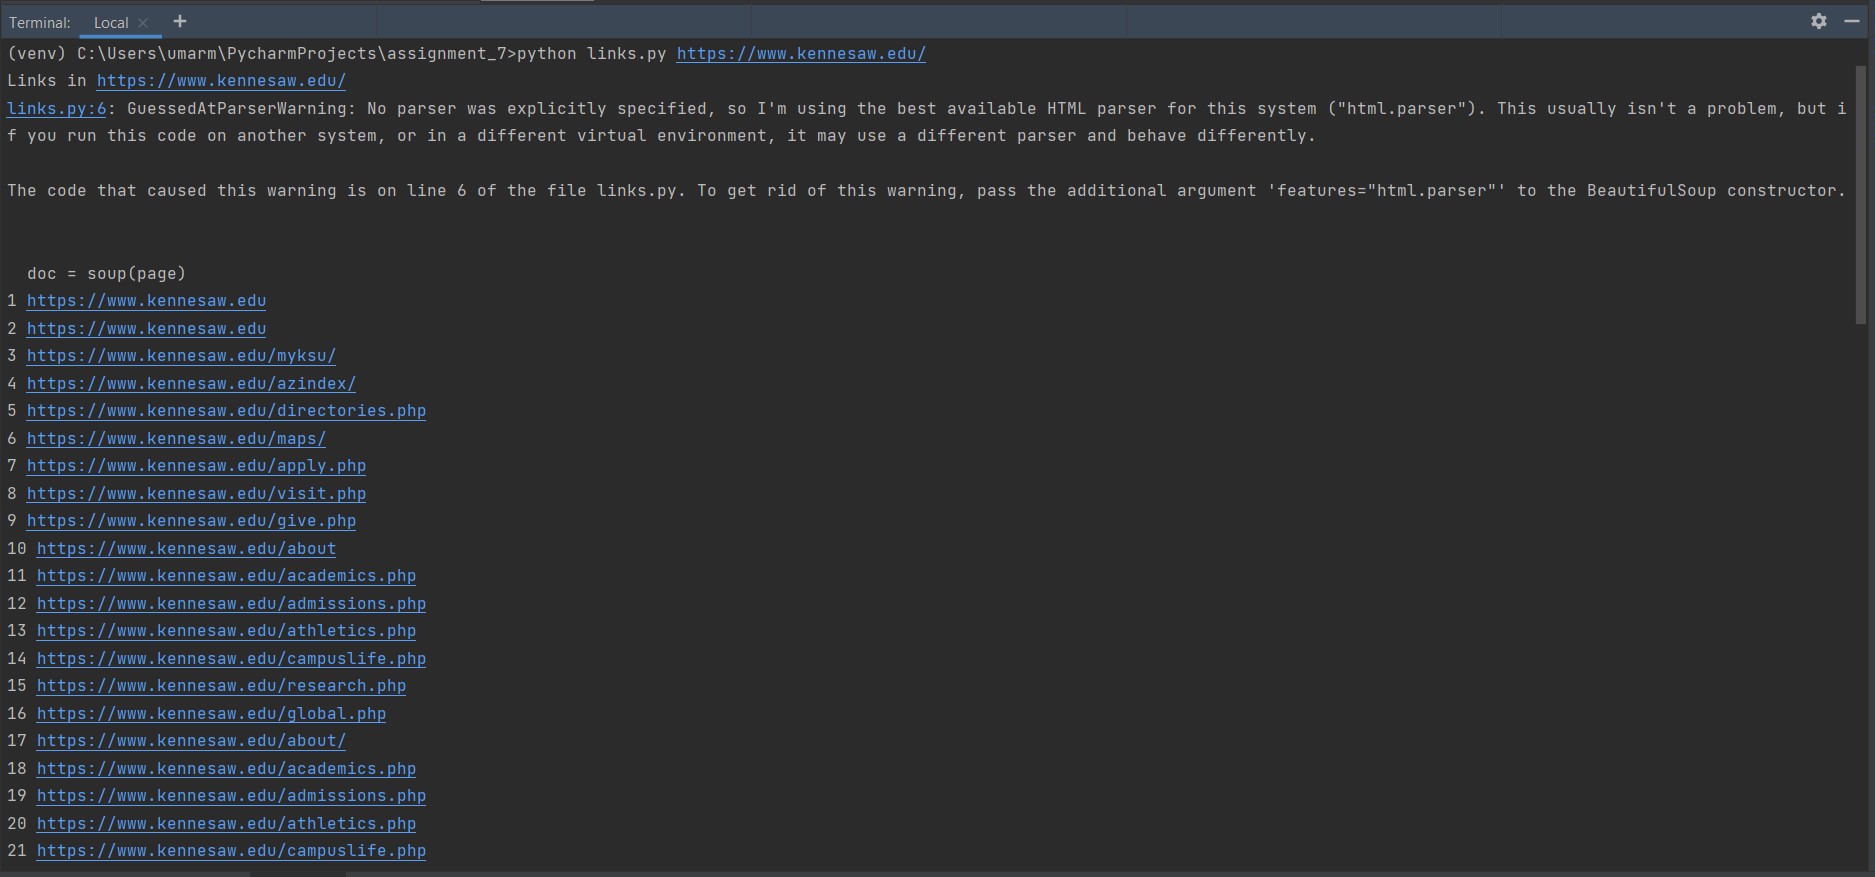 Terminal: Local × +
(venv) C:\Users\umarm\PycharmProjects\assignment_7>python links.py https://www.kennesaw.edu/
Links in https://www.kennesaw.edu/
links.py:6: GuessedAtParserWarning: No parser was explicitly specified, so I'm using the best available HTML parser for this system ("html.parser"). This usually isn't a problem, but i
f you run this code on another system, or in a different virtual environment, it may use a different parser and behave differently.
The code that caused this warning is on line 6 of the file links.py. To get rid of this warning, pass the additional argument 'features="html.parser"' to the BeautifulSoup constructor.
doc = soup(page)
1 https://www.kennesaw.edu
2 https://www.kennesaw.edu
3 https://www.kennesaw.edu/myksu/
4 https://www.kennesaw.edu/azindex/
5 https://www.kennesaw.edu/directories.php
6 https://www.kennesaw.edu/maps/
7 https://www.kennesaw.edu/apply.php
8 https://www.kennesaw.edu/visit.php
9 https://www.kennesaw.edu/give.php
10 https://www.kennesaw.edu/about
11 https://www.kennesaw.edu/academics.php
12 https://www.kennesaw.edu/admissions.php
13 https://www.kennesaw.edu/athletics.php
14 https://www.kennesaw.edu/campuslife.php
15 https://www.kennesaw.edu/research.php
16 https://www.kennesaw.edu/global.php
17 https://www.kennesaw.edu/about/
18 https://www.kennesaw.edu/academics.php
19 https://www.kennesaw.edu/admissions.php
20 https://www.kennesaw.edu/athletics.php
21 https://www.kennesaw.edu/campuslife.php